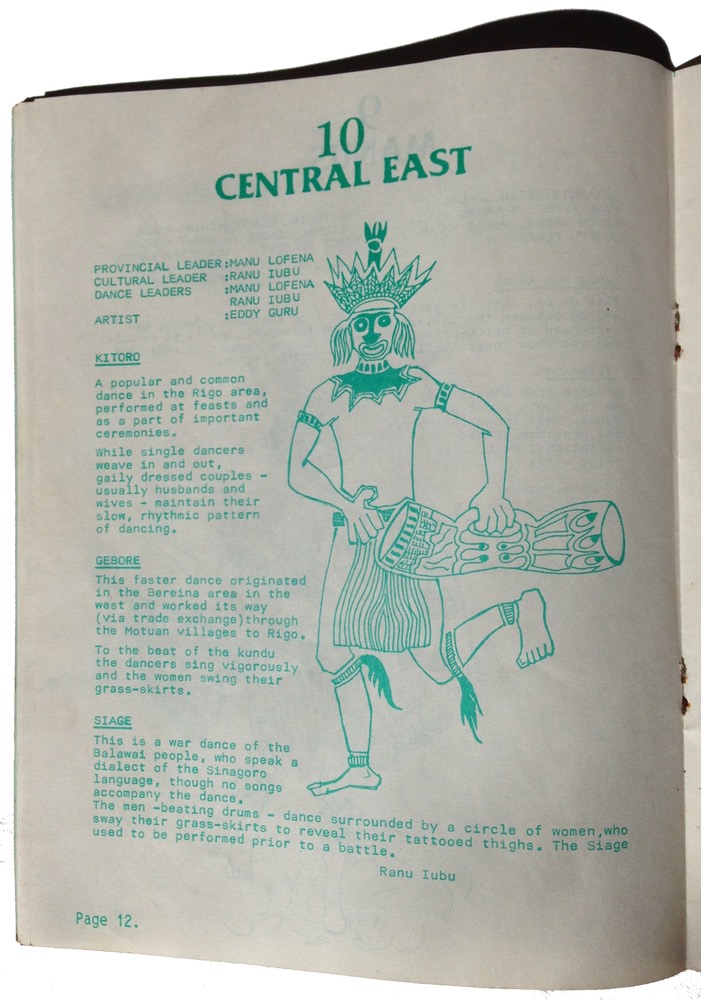 10
CENTRAL EAST
PROVINCIAL LEADER:MANU LOFENA
CULTURAL LEADER :RANU IUBU
DANCE LEADERS :MANU LOFENA
RANU IUBU
ARTIST :EDDY GURU
KITORO
A popular and common
dance in the Rigo area,
performed at feasts and
as a part of important
ceremonies.
While single dancers
weave in and out,
gaily dressed couples -
usually husbands and
wives - maintain their
slow, rhythmic pattern
of dancing.
GEBORE
This faster dance originated
in the Bereina area in the
west and worked its way
(via trade exchange)through
the Motuan villages to Rigo.
To the beat of the kundu
the dancers sing vigorously
and the women swing their
grass-skirts.
SIAGE
This is a war dance of the
Balawai people, who speak a
dialect of the Sinagoro
language, though no songs
accompany the dance.
The men -beating drums - dance surrounded by a circle of women,who
sway their grass-skirts to reveal their tattooed thighs. The Siage
used to be performed prior to a battle.
Ranu Iubu
Page 12.